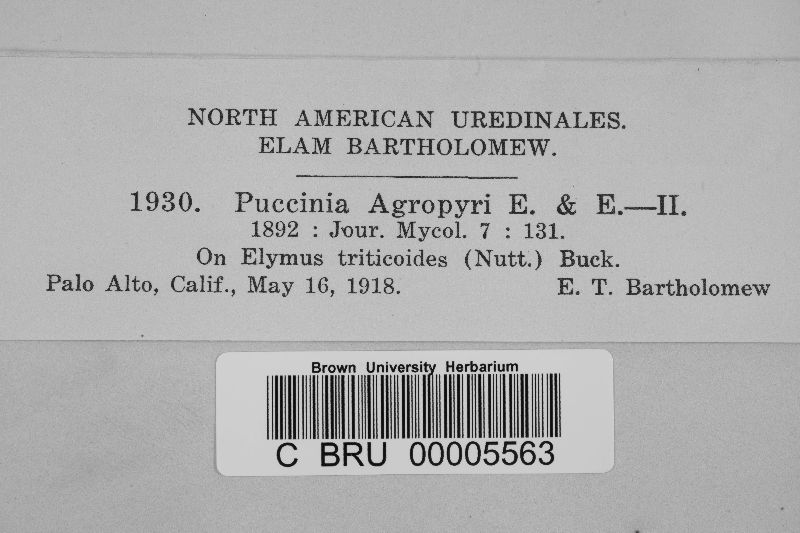 NORTH AMERICAN UREDINALES.
ELAM BARTHOLOMEW.
1930. Puccinia Agropyri E. & E.—II.
1892 : Jour. Mycol. 7 : 131.
On Elymus triticoides (Nutt.) Buck.
Palo Alto, Calif., May 16, 1918. E. T. Bartholomew
Brown University Herbarium
C BRU 00005563